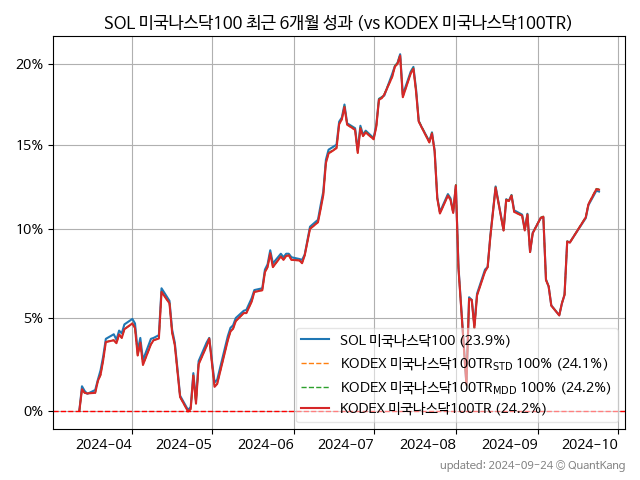 SOL 미국나스닥100 최근 6개월 성과 (vs KODEX 미국나스닥100TR)
20%
15%
10%
5%
0%
SOL 미국나스닥100 (23.9%)
KODEX 미국나스닥100TR_STD 100% (24.1%)
KODEX 미국나스닥100TR_MDD 100% (24.2%)
KODEX 미국나스닥100TR (24.2%)
2024-04 2024-05 2024-06 2024-07 2024-08 2024-09 2024-10
updated: 2024-09-24 © QuantKang